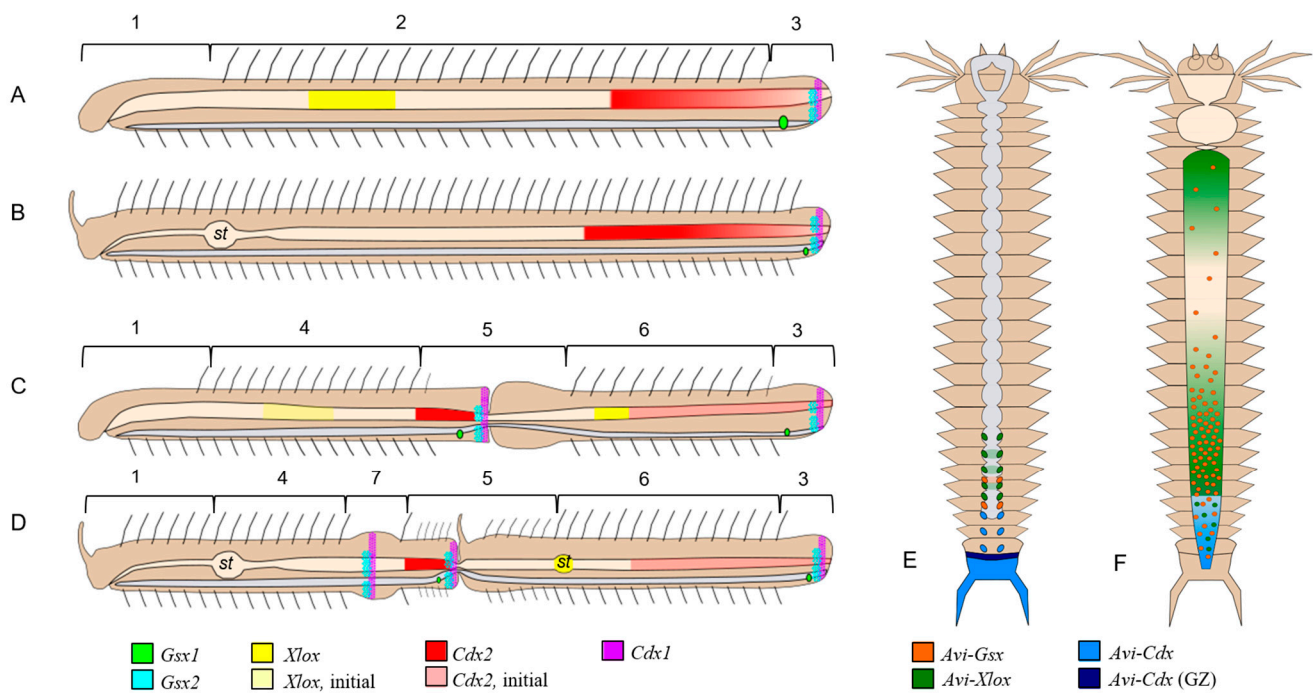 1 2 3
A
B
st
1 4 5 6 3
C
1 4 7 5 6 3
D
st st
E F
Gsx1 Xlox Cdx2 Cdx1
Gsx2 Xlox, initial Cdx2, initial
Avi-Gsx Avi-Cdx
Avi-Xlox Avi-Cdx (GZ)